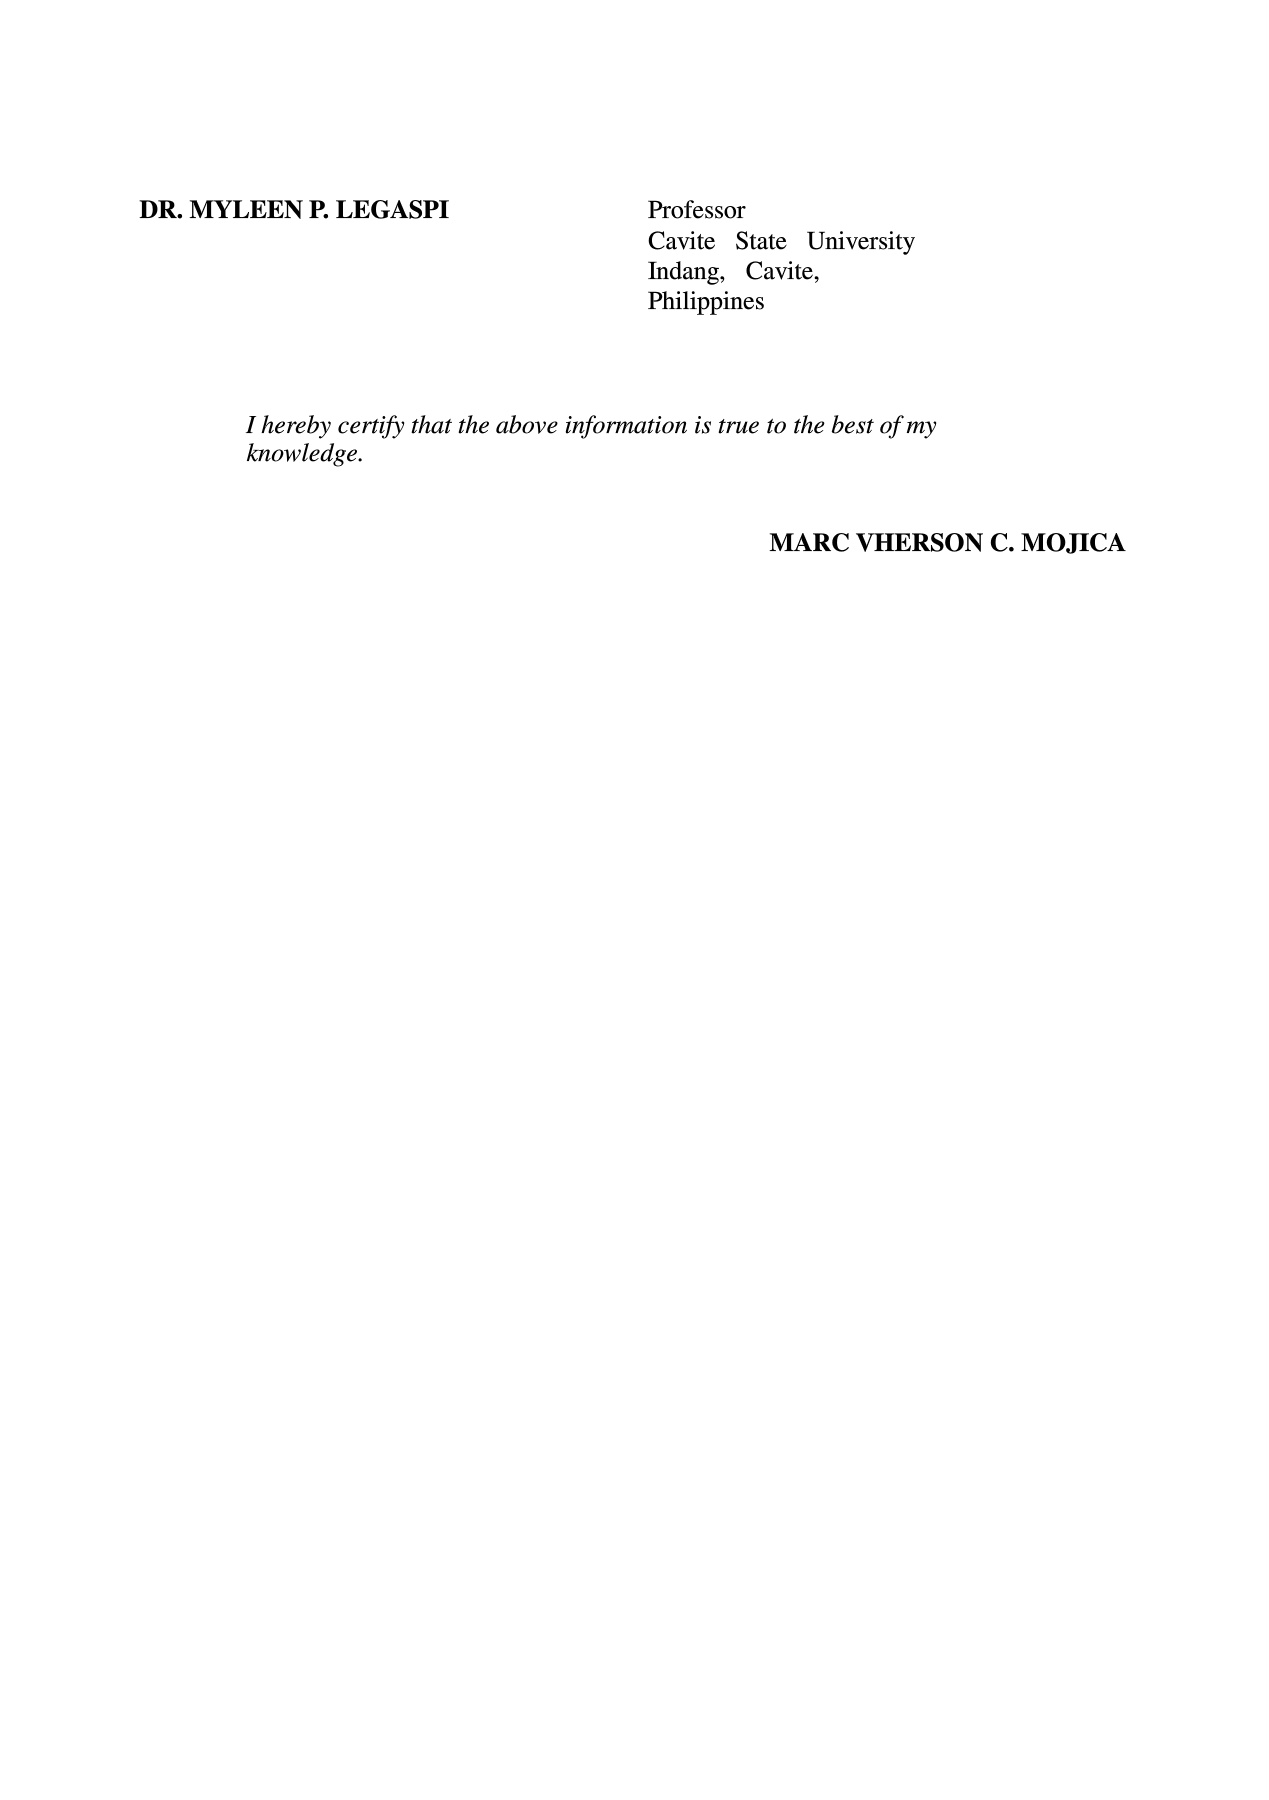 DR. MYLEEN P. LEGASPI
Professor
Cavite State University
Indang, Cavite,
Philippines
I hereby certify that the above information is true to the best of my
knowledge.
MARC VHERSON C. MOJICA